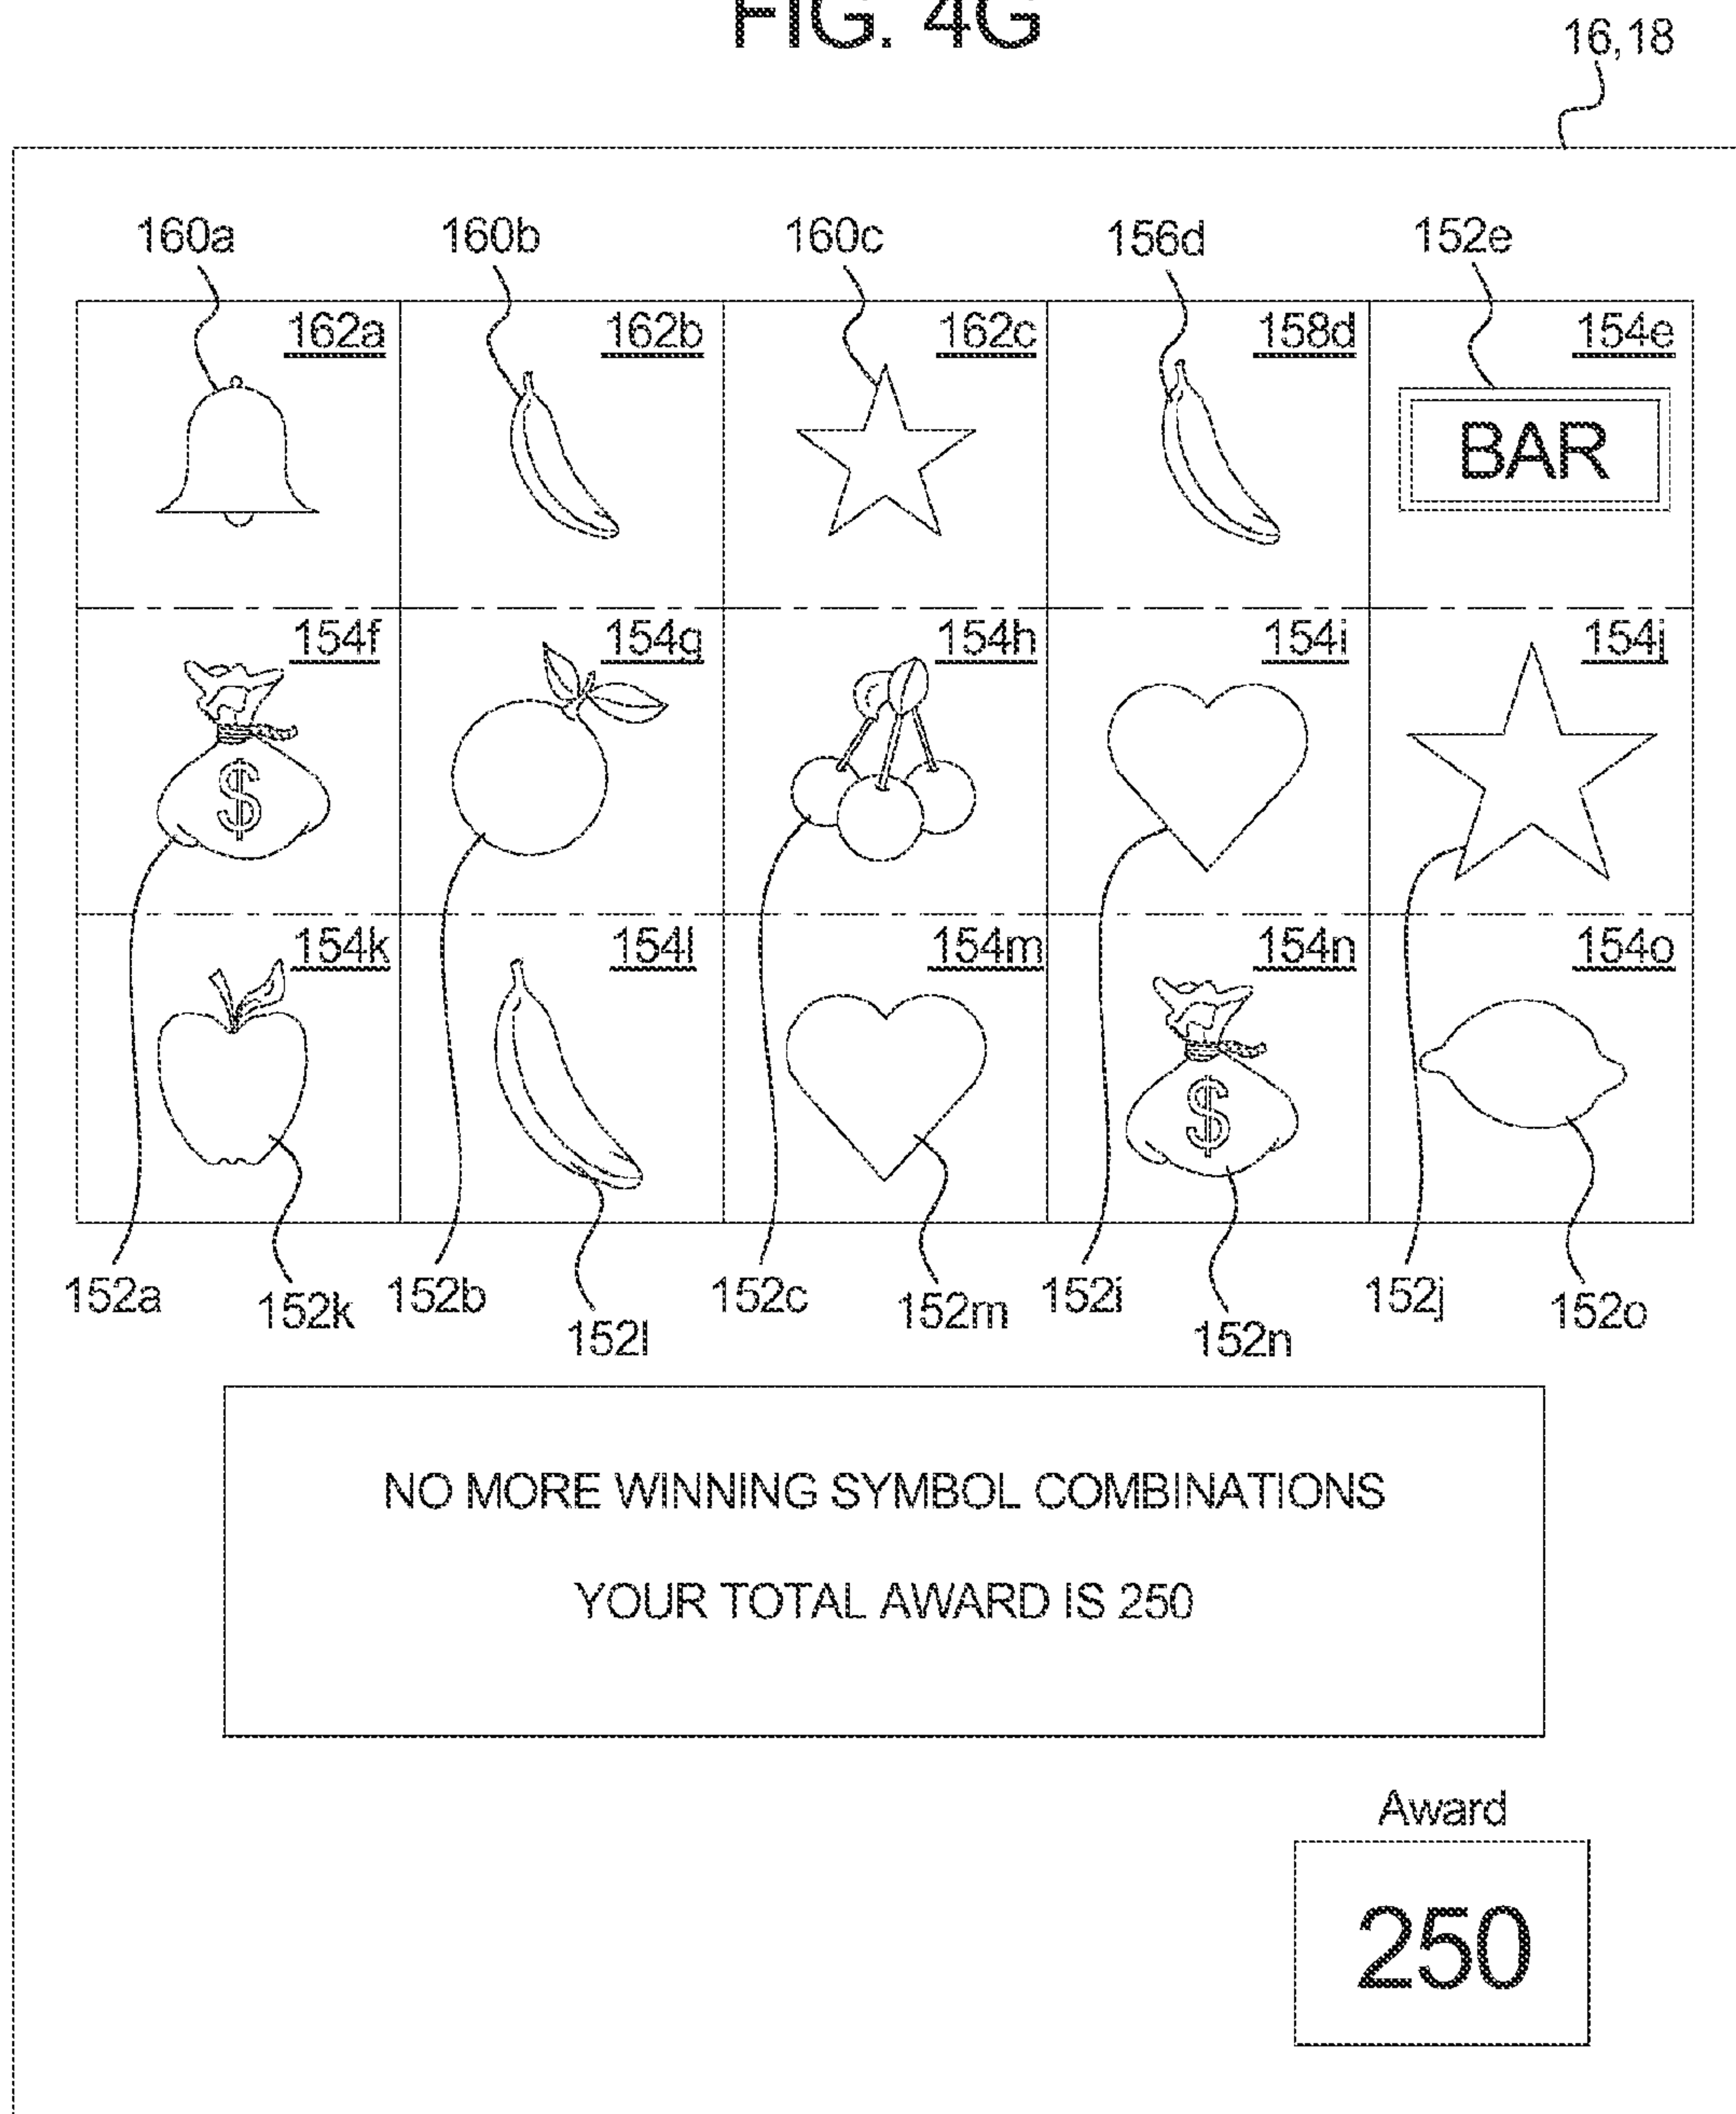 FIG. 4G
16,18
160a 160b 160c 156d 152e
162a 162b 162c 158d 154e
BAR
154f 154g 154h 154i 154j
$
154k 154l 154m 154n 154o
$
152a 152k 152b 152l 152c 152m 152i 152n 152j 152o
NO MORE WINNING SYMBOL COMBINATIONS
YOUR TOTAL AWARD IS 250
Award
250